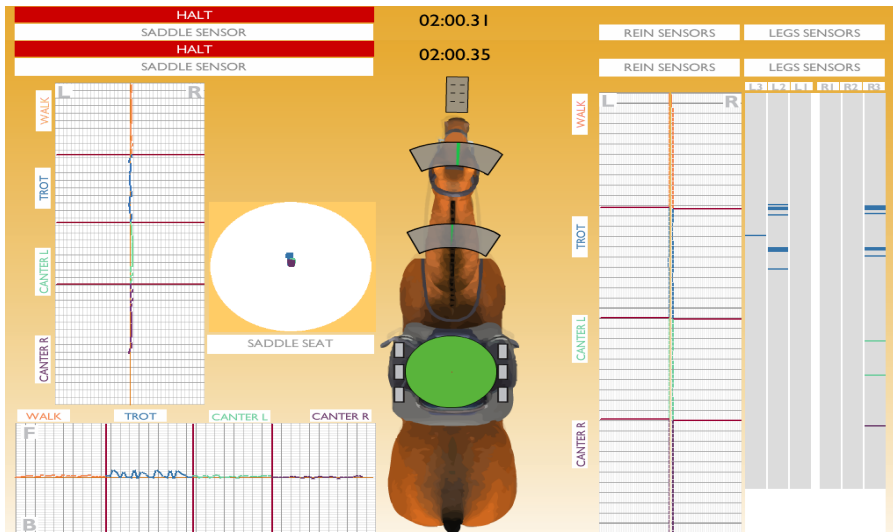 HALT
SADDLE SENSOR
02:00.31
REIN SENSORS
LEGS SENSORS
HALT
SADDLE SENSOR
02:00.35
REIN SENSORS
LEGS SENSORS
L
R
WALK
TROT
CANTER L
CANTER R
SADDLE SEAT
L
R
WALK
TROT
CANTER L
CANTER R
L3 L2 L1 R1 R2 R3
WALK
TROT
CANTER L
CANTER R
F
B